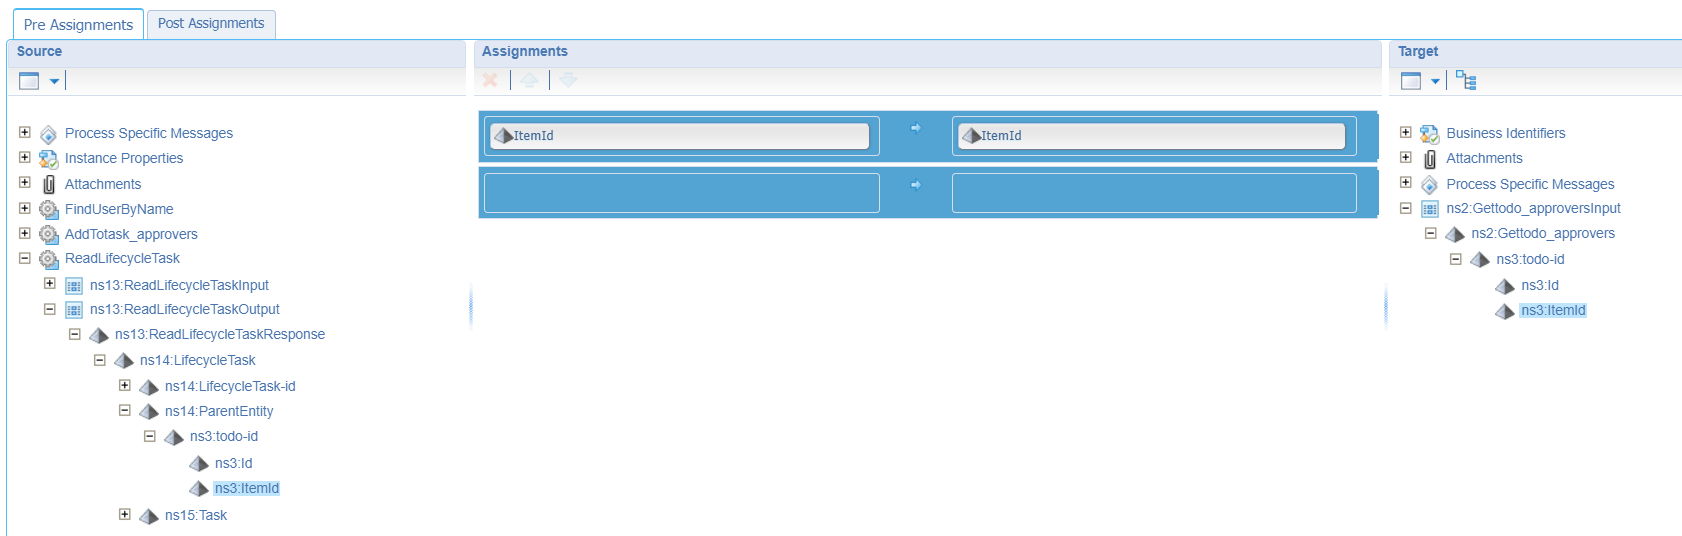 Pre Assignments
Post Assignments
Source
Process Specific Messages
Instance Properties
Attachments
FindUserByName
AddTotask_approvers
ReadLifecycleTask
ns13:ReadLifecycleTaskInput
ns13:ReadLifecycleTaskOutput
ns13:ReadLifecycleTaskResponse
ns14:LifecycleTask
ns14:LifecycleTask-id
ns14:ParentEntity
ns3:todo-id
ns3:Id
ns3:ItemId
ns15:Task
Assignments
ItemId
ItemId
Target
Business Identifiers
Attachments
Process Specific Messages
ns2:Gettodo_approversInput
ns2:Gettodo_approvers
ns3:todo-id
ns3:Id
ns3:ItemId